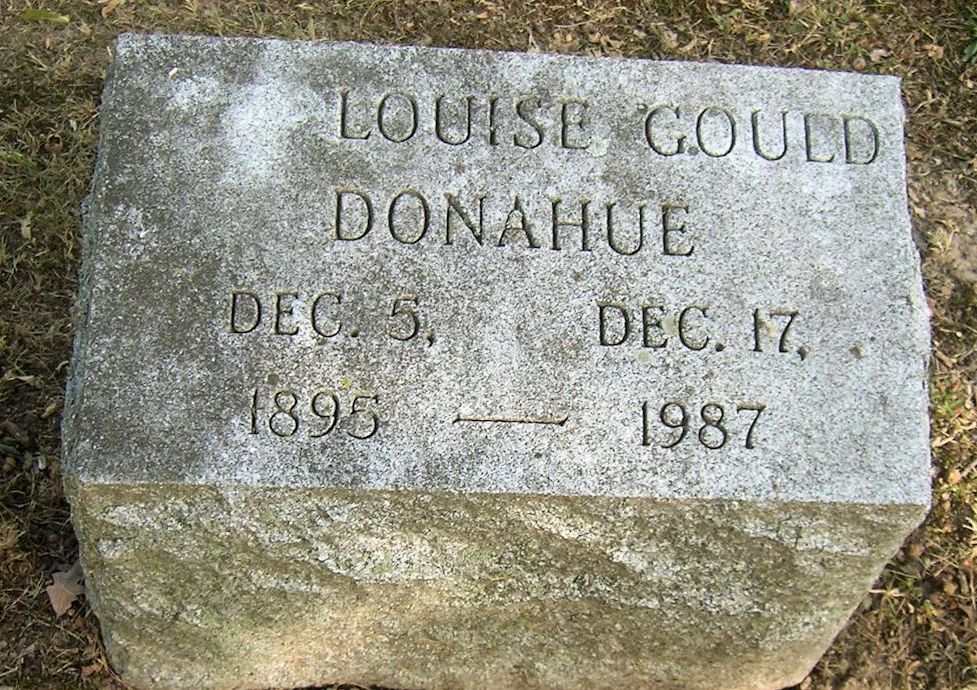 LOUISE GOULD
DONAHUE
DEC. 5, DEC. 17,
1895 — 1987